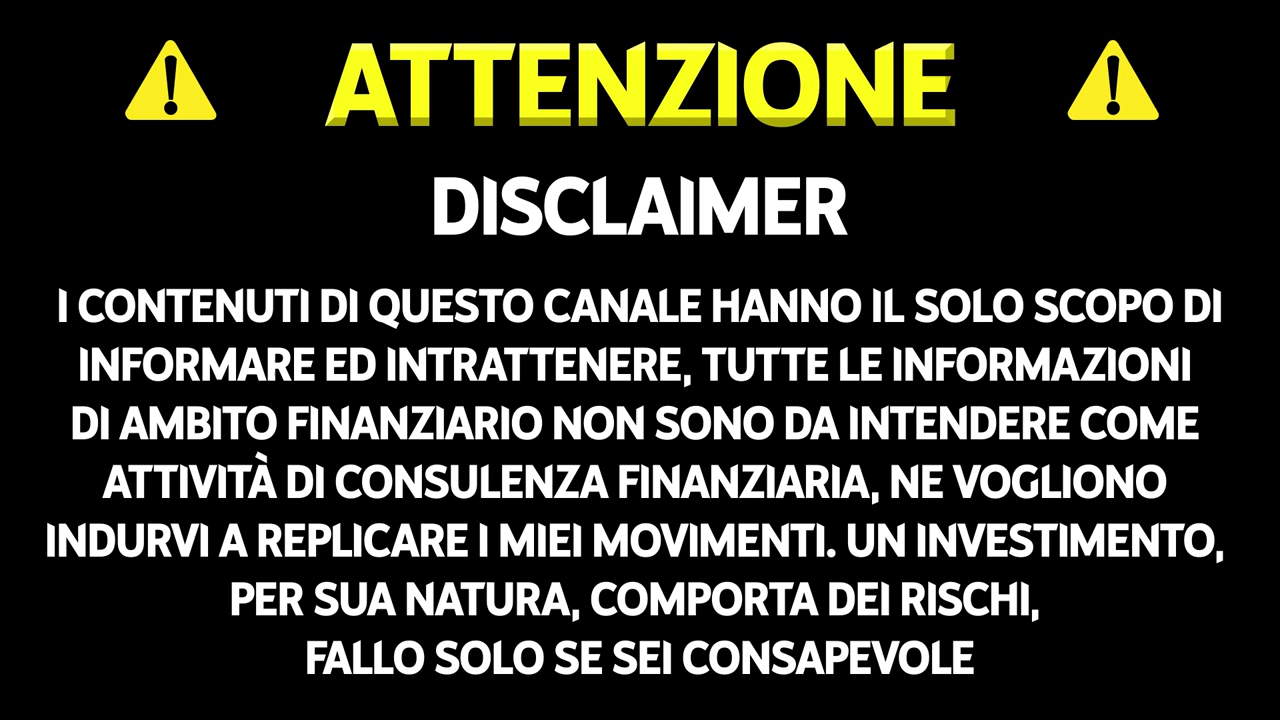 ATTENZIONE
DISCLAIMER
I CONTENUTI DI QUESTO CANALE HANNO IL SOLO SCOPO DI
INFORMARE ED INTRATTENERE, TUTTE LE INFORMAZIONI
DI AMBITO FINANZIARIO NON SONO DA INTENDERE COME
ATTIVITÀ DI CONSULENZA FINANZIARIA, NE VOGLIONO
INDURVI A REPLICARE I MIEI MOVIMENTI. UN INVESTIMENTO,
PER SUA NATURA, COMPORTA DEI RISCHI,
FALLO SOLO SE SEI CONSAPEVOLE